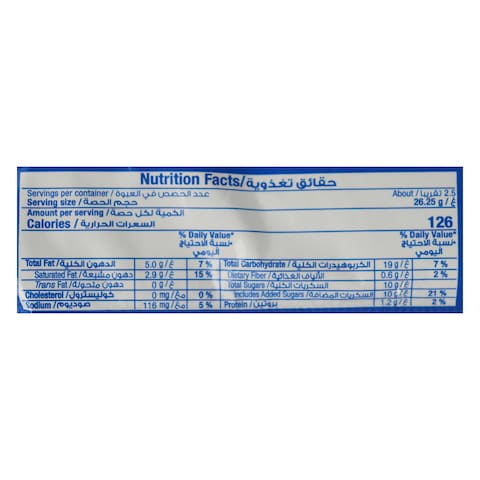 Nutrition Facts/حقائق تغذوية
Servings per container / عدد الحصص في العبوة About / تقريبا 2.5
Serving size / حجم الحصة 26.25 g / غ
Amount per serving / الكمية لكل حصة
Calories / السعرات الحرارية 126
% Daily Value* % Daily Value*
نسبة الاحتياج* نسبة الاحتياج*
اليومي اليومي
Total Fat / الدهون الكلية 5.0 g / غ 7 % Total Carbohydrate / الكربوهيدرات الكلية 19 g / غ 7 %
Saturated Fat / دهون مشبعة 2.9 g / غ 15 % Dietary Fiber / الألياف الغذائية 0.6 g / غ 2 %
Trans Fat / دهون متحولة 0 g / غ Total Sugars / السكريات الكلية 10 g / غ
Cholesterol / كوليسترول 0 mg / مغ 0 % Includes Added Sugars / السكريات المضافة 10 g / غ 21 %
Sodium / صوديوم 116 mg / مغ 5 % Protein / بروتين 1.2 g / غ 2 %